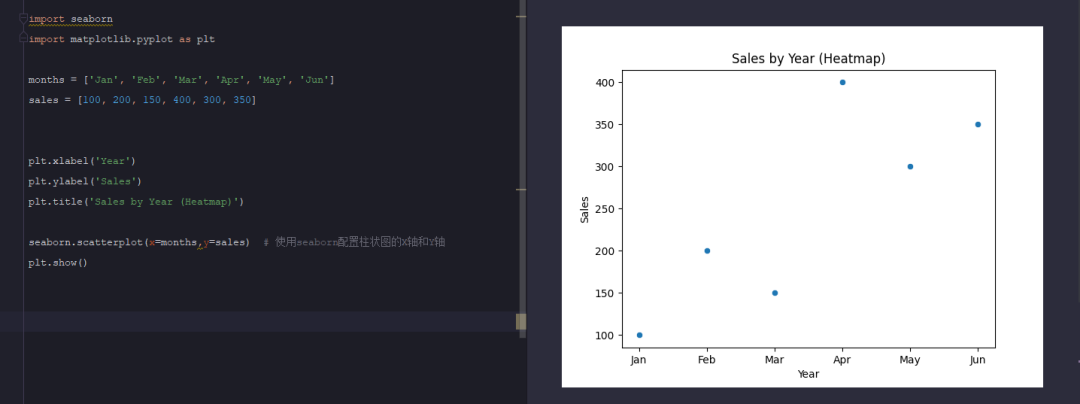 import seaborn
import matplotlib.pyplot as plt
months = ['Jan', 'Feb', 'Mar', 'Apr', 'May', 'Jun']
sales = [100, 200, 150, 400, 300, 350]
plt.xlabel('Year')
plt.ylabel('Sales')
plt.title('Sales by Year (Heatmap)')
seaborn.scatterplot(x=months,y=sales)  # 使用seaborn配置柱状图的X轴和Y轴
plt.show()
Sales by Year (Heatmap)
400
350
300
250
200
150
100
Sales
Jan Feb Mar Apr May Jun
Year